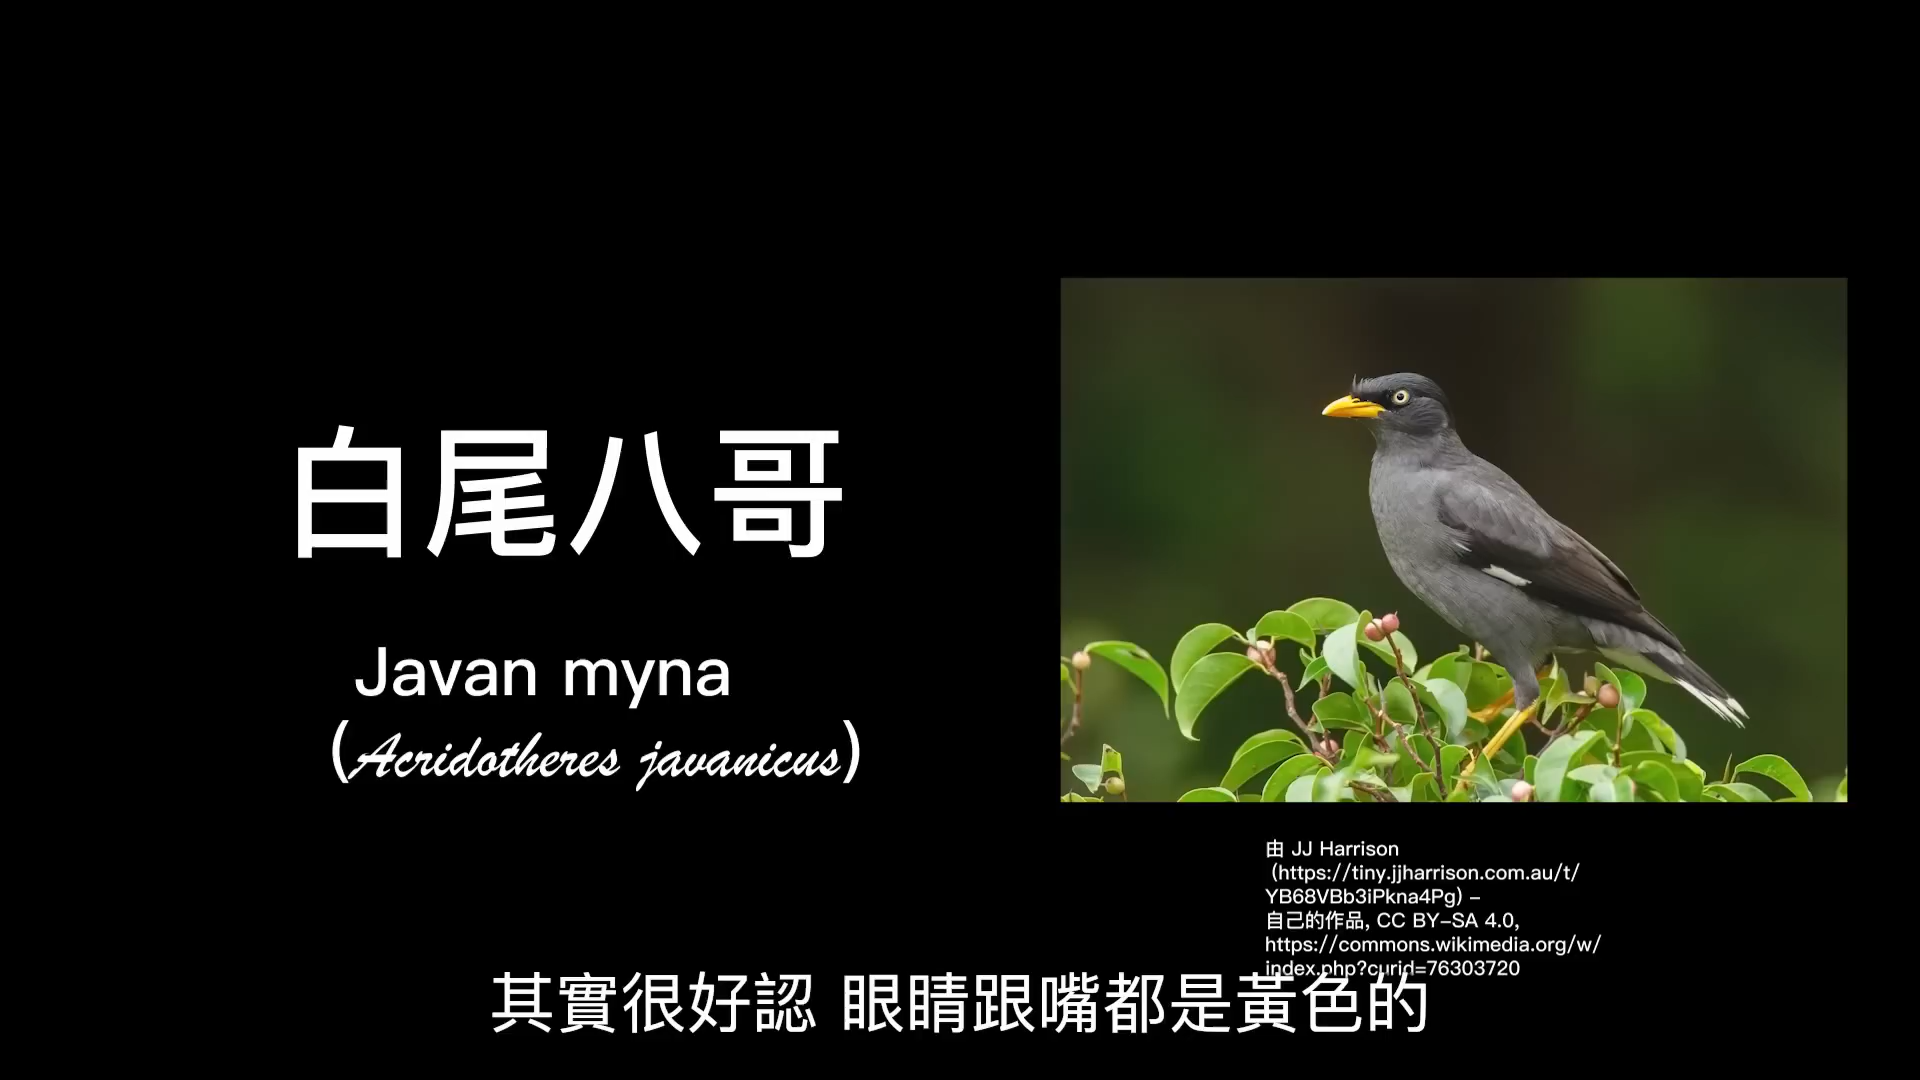 白尾八哥
Javan myna
(Acridotheres javanicus)
由 JJ Harrison
(https://tiny.jjharrison.com.au/t/
YB68VBb3iPkna4Pg) –
自己的作品, CC BY-SA 4.0,
https://commons.wikimedia.org/w/
index.php?curid=76303720
其實很好認 眼睛跟嘴都是黃色的